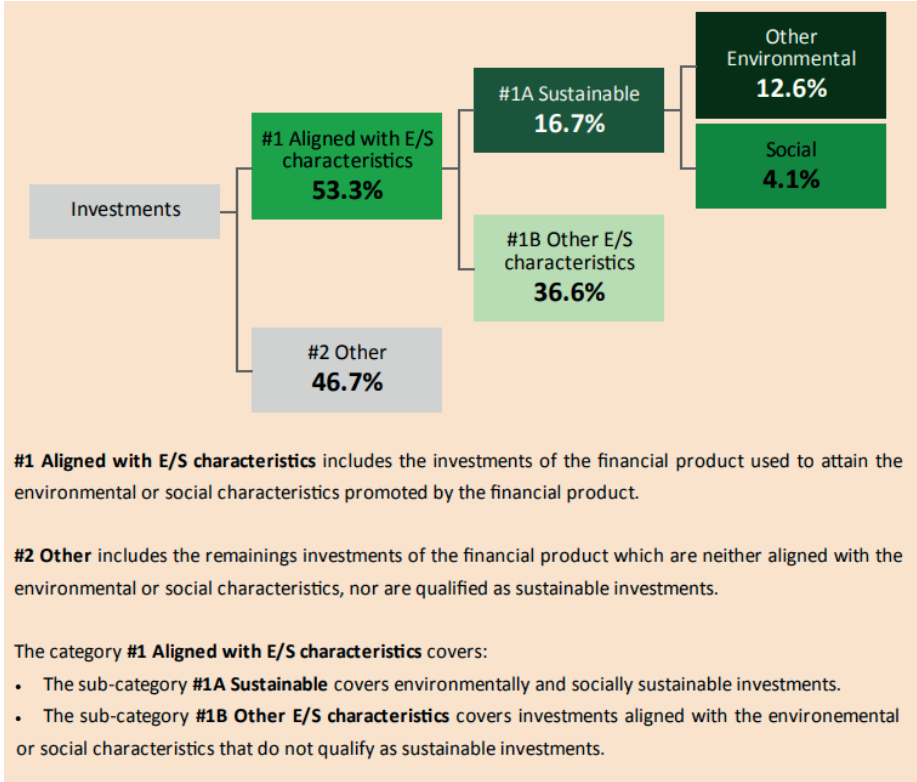 Other
Environmental
12.6%
#1A Sustainable
16.7%
#1 Aligned with E/S
characteristics
53.3%
Social
4.1%
Investments
#1B Other E/S
characteristics
36.6%
#2 Other
46.7%
#1 Aligned with E/S characteristics includes the investments of the financial product used to attain the
environmental or social characteristics promoted by the financial product.
#2 Other includes the remainings investments of the financial product which are neither aligned with the
environmental or social characteristics, nor are qualified as sustainable investments.
The category #1 Aligned with E/S characteristics covers:
• The sub-category #1A Sustainable covers environmentally and socially sustainable investments.
• The sub-category #1B Other E/S characteristics covers investments aligned with the environemental
or social characteristics that do not qualify as sustainable investments.